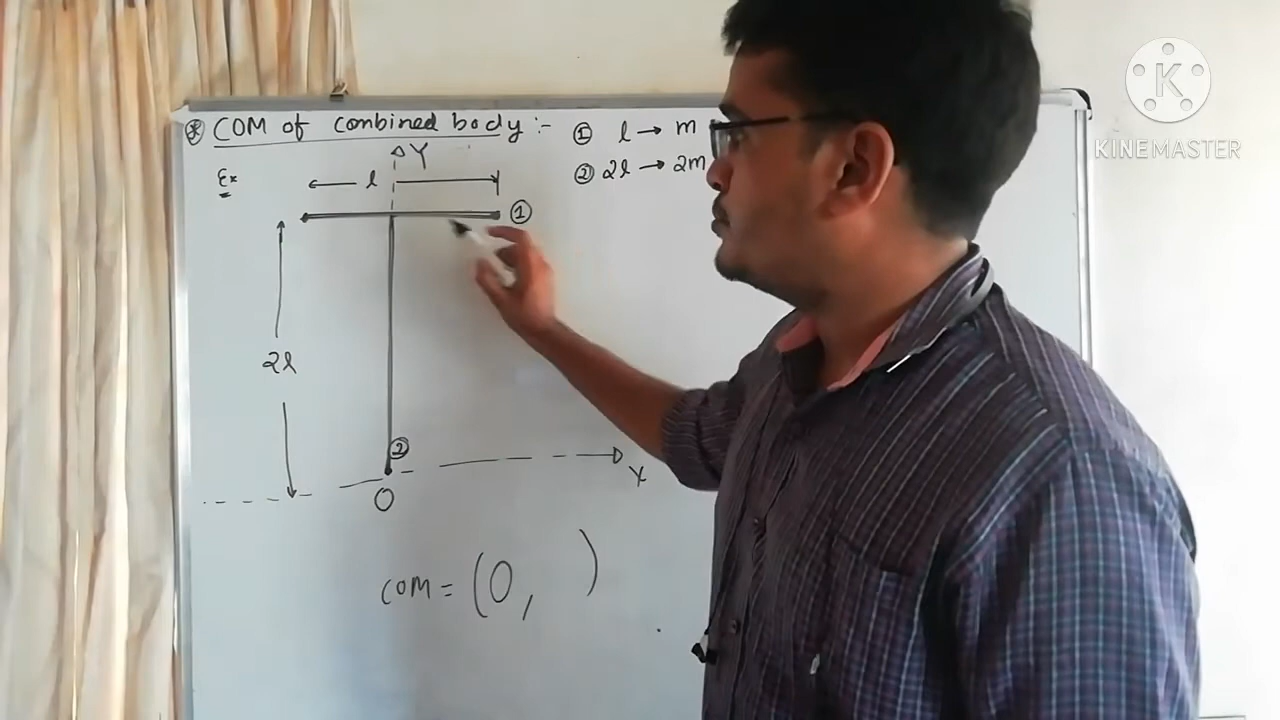 * COM of combined body :-
① l → m
② 2l → 2m
Ex
Y
l
①
2l
②
X
O
COM = (0, )
K
KINEMASTER